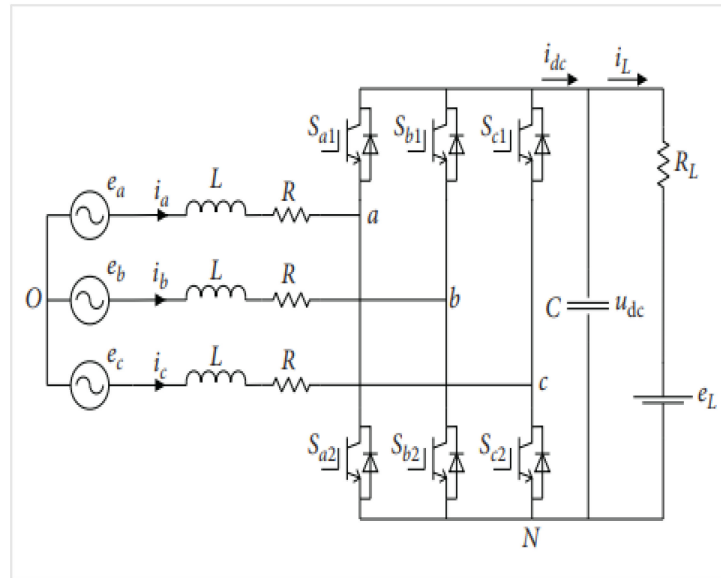 i_dc i_L
S_a1 S_b1 S_c1
R_L
e_a i_a L R a
e_b i_b L R b
O
C u_dc
e_c i_c L R c
e_L
S_a2 S_b2 S_c2
N